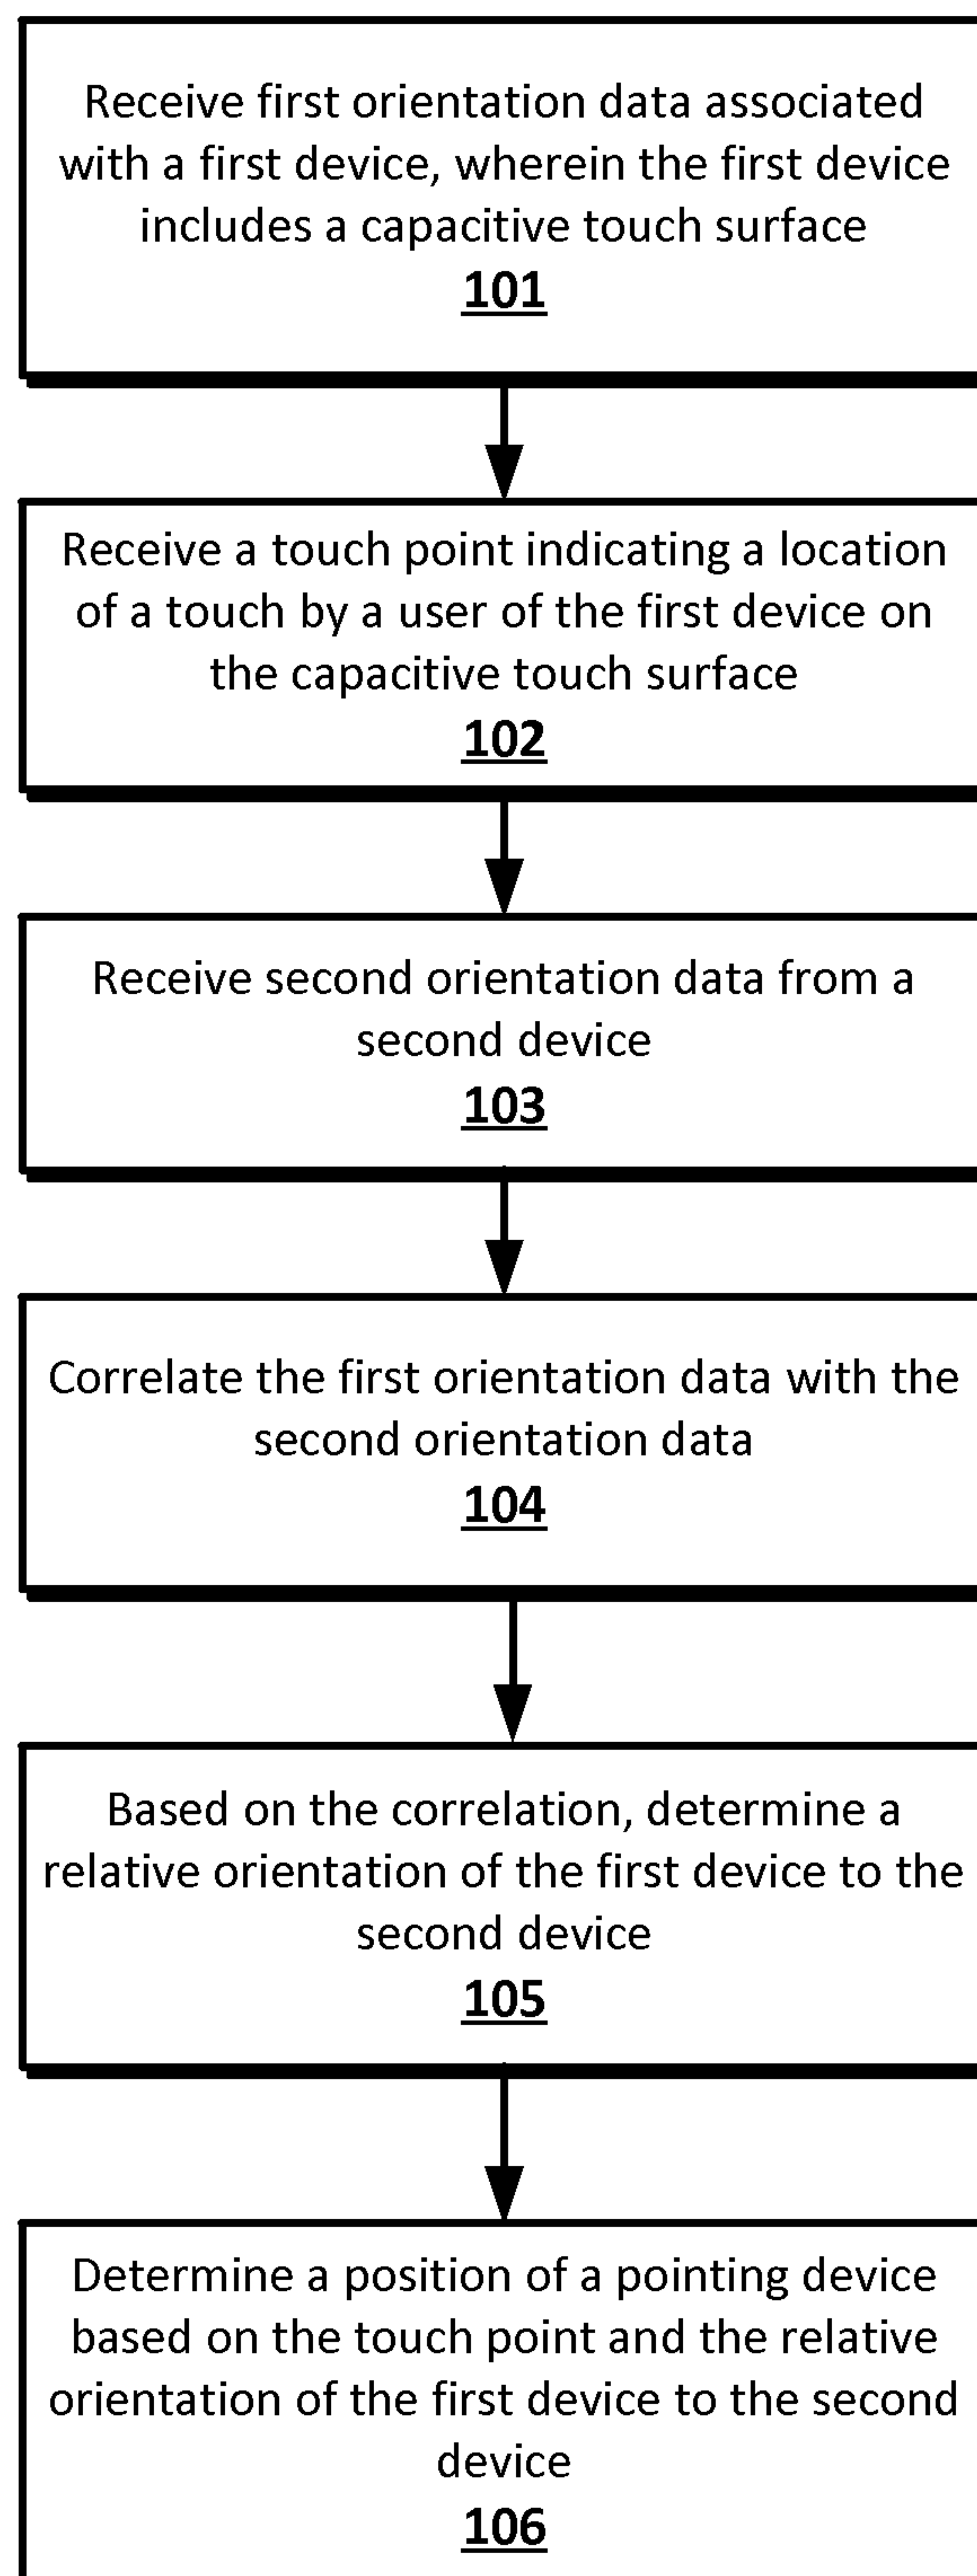 Receive first orientation data associated
with a first device, wherein the first device
includes a capacitive touch surface
101
Receive a touch point indicating a location
of a touch by a user of the first device on
the capacitive touch surface
102
Receive second orientation data from a
second device
103
Correlate the first orientation data with the
second orientation data
104
Based on the correlation, determine a
relative orientation of the first device to the
second device
105
Determine a position of a pointing device
based on the touch point and the relative
orientation of the first device to the second
device
106